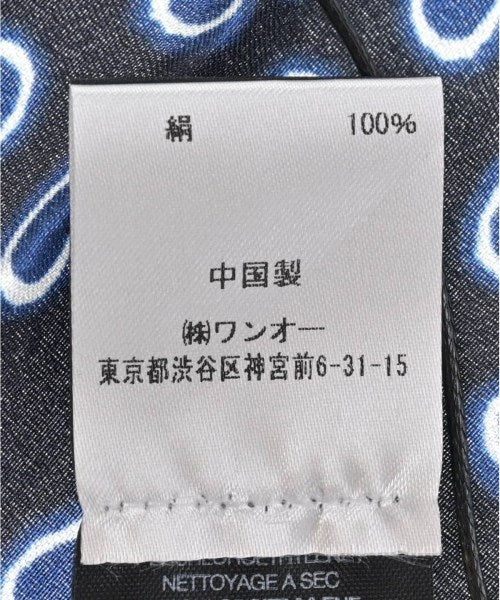 絹 100%
中国製
㈱ワンオー
東京都渋谷区神宮前6-31-15
NETTOYAGE A SEC